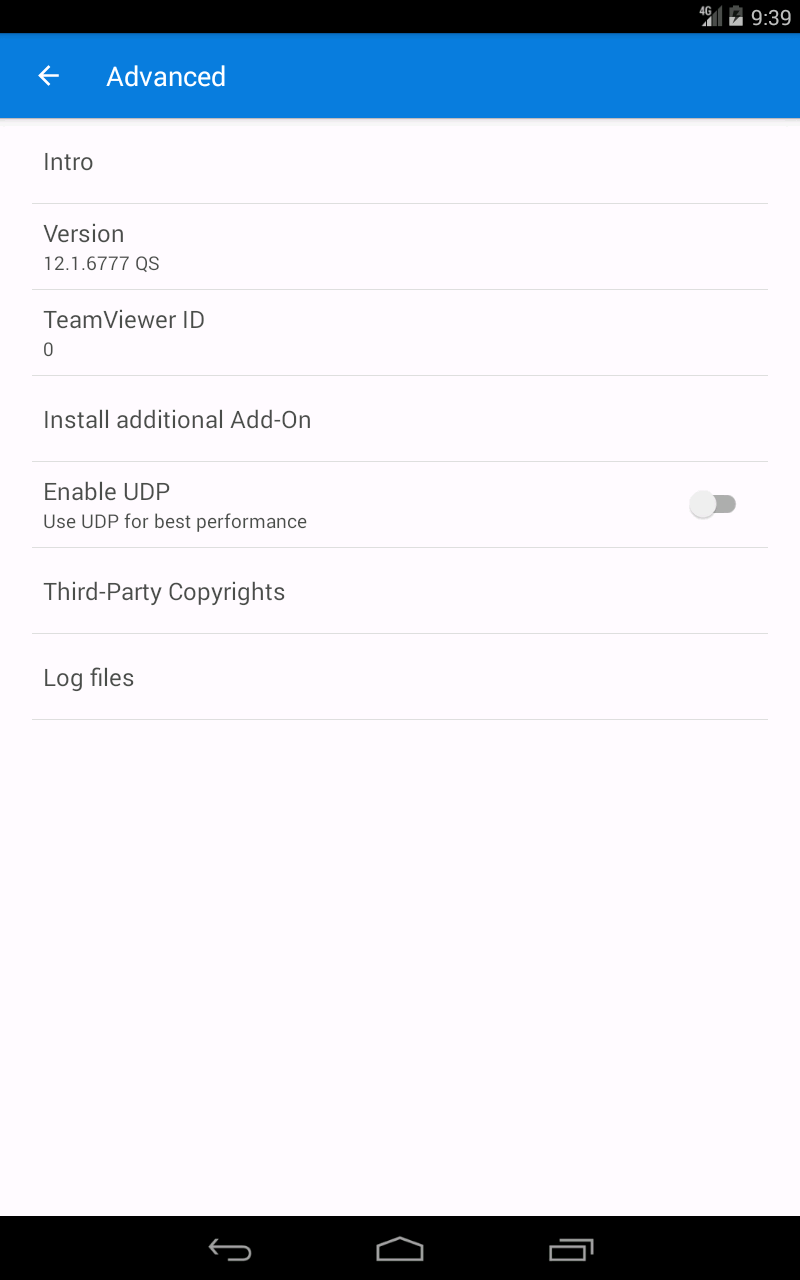 4G 9:39
Advanced
Intro
Version
12.1.6777 QS
TeamViewer ID
0
Install additional Add-On
Enable UDP
Use UDP for best performance
Third-Party Copyrights
Log files